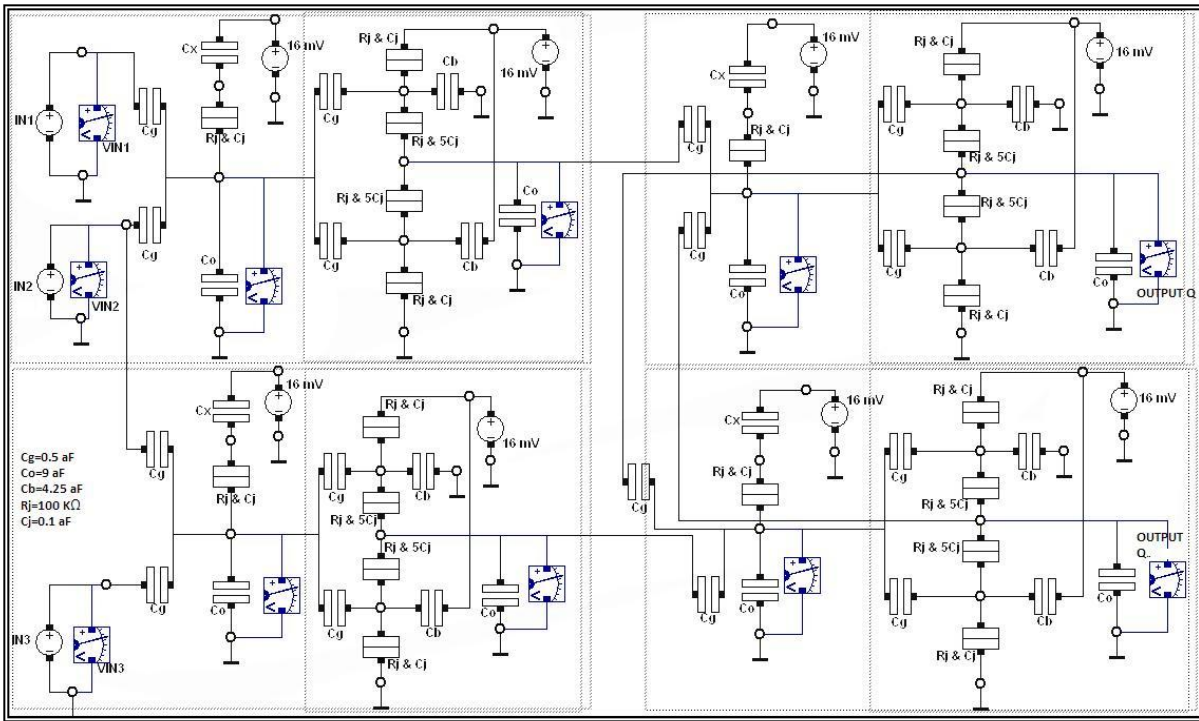 Cx
16 mV
Rj & Cj
IN1
VIN1
Cg
Rj & Cj
Cg
Cb
16 mV
Rj & 5Cj
Rj & 5Cj
Co
IN2
VIN2
Cg
Co
Cg
Cb
Rj & Cj
Cx
16 mV
Rj & Cj
16 mV
Cg
Rj & Cj
Cg
Cb
Rj & 5Cj
Rj & 5Cj
Cg
Co
Cg
Cb
Co
OUTPUT Q
Rj & Cj
Cg=0.5 aF
Co=9 aF
Cb=4.25 aF
Rj=100 KΩ
Cj=0.1 aF
Cx
16 mV
Rj & Cj
16 mV
Cg
Rj & Cj
Cg
Cb
Rj & 5Cj
Rj & 5Cj
Cg
Co
Cg
Cb
Co
IN3
VIN3
Rj & Cj
Cx
16 mV
Rj & Cj
16 mV
Cg
Rj & Cj
Cg
Cb
Rj & 5Cj
Rj & 5Cj
OUTPUT
Q..
Cg
Co
Cg
Cb
Co
Rj & Cj